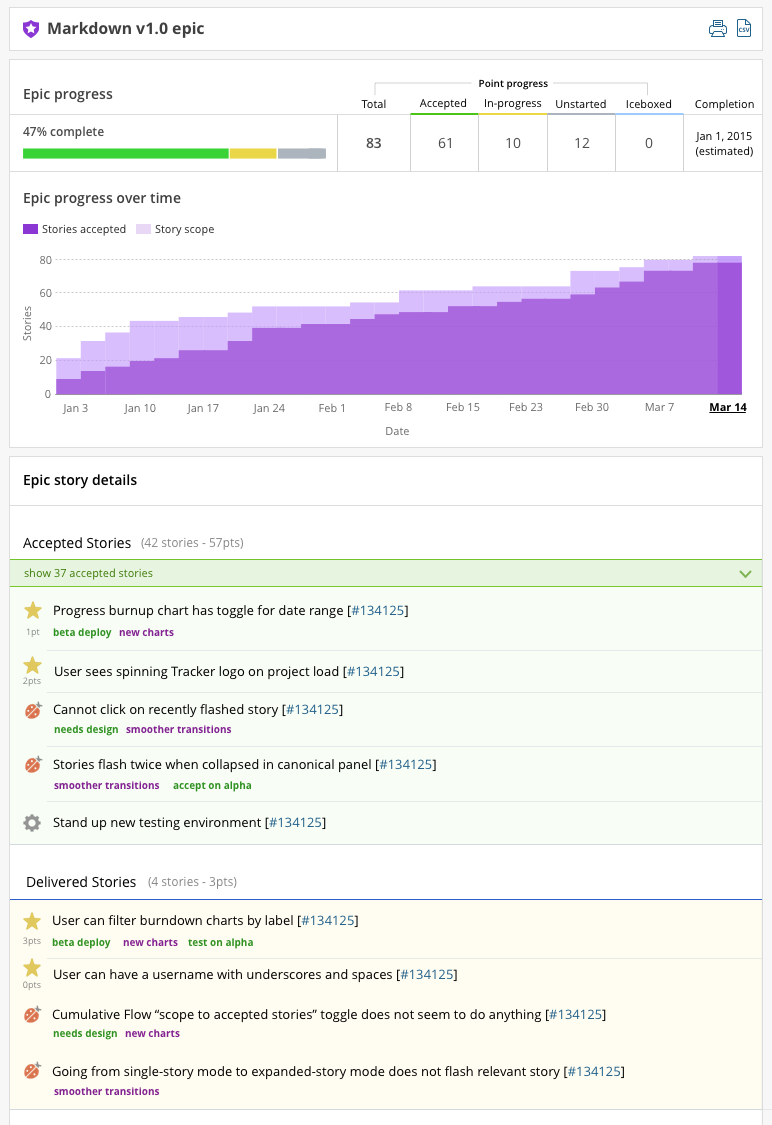 Markdown v1.0 epic
CSV
Epic progress
Point progress
Total Accepted In-progress Unstarted Iceboxed Completion
47% complete
83 61 10 12 0 Jan 1, 2015
(estimated)
Epic progress over time
Stories accepted Story scope
80
60
40
20
0
Stories
Jan 3 Jan 10 Jan 17 Jan 24 Feb 1 Feb 8 Feb 15 Feb 23 Feb 30 Mar 7 Mar 14
Date
Epic story details
Accepted Stories (42 stories - 57pts)
show 37 accepted stories
Progress burnup chart has toggle for date range [#134125]
1pt beta deploy new charts
User sees spinning Tracker logo on project load [#134125]
2pts
Cannot click on recently flashed story [#134125]
needs design smoother transitions
Stories flash twice when collapsed in canonical panel [#134125]
smoother transitions accept on alpha
Stand up new testing environment [#134125]
Delivered Stories (4 stories - 3pts)
User can filter burndown charts by label [#134125]
3pts beta deploy new charts test on alpha
User can have a username with underscores and spaces [#134125]
0pts
Cumulative Flow “scope to accepted stories” toggle does not seem to do anything [#134125]
needs design new charts
Going from single-story mode to expanded-story mode does not flash relevant story [#134125]
smoother transitions